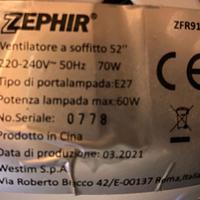 ZEPHIR® ZFR91
Ventilatore a soffitto 52"
220-240V~ 50Hz 70W
Tipo di portalampada:E27
Potenza lampada max:60W
No.Seriale: 0778
Prodotto in Cina
Data di produzione: 03.2021
Westim S.p.A.
Via Roberto Bracco 42/E-00137 Roma,Italia